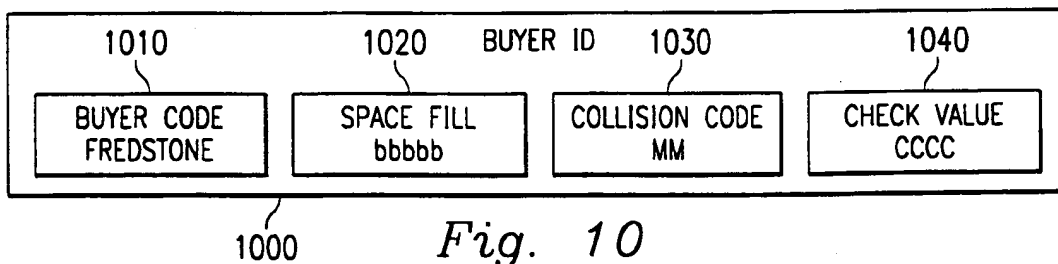 1010 1020 BUYER ID 1030 1040
BUYER CODE SPACE FILL COLLISION CODE CHECK VALUE
FREDSTONE bbbbb MM CCCC
1000 Fig. 10